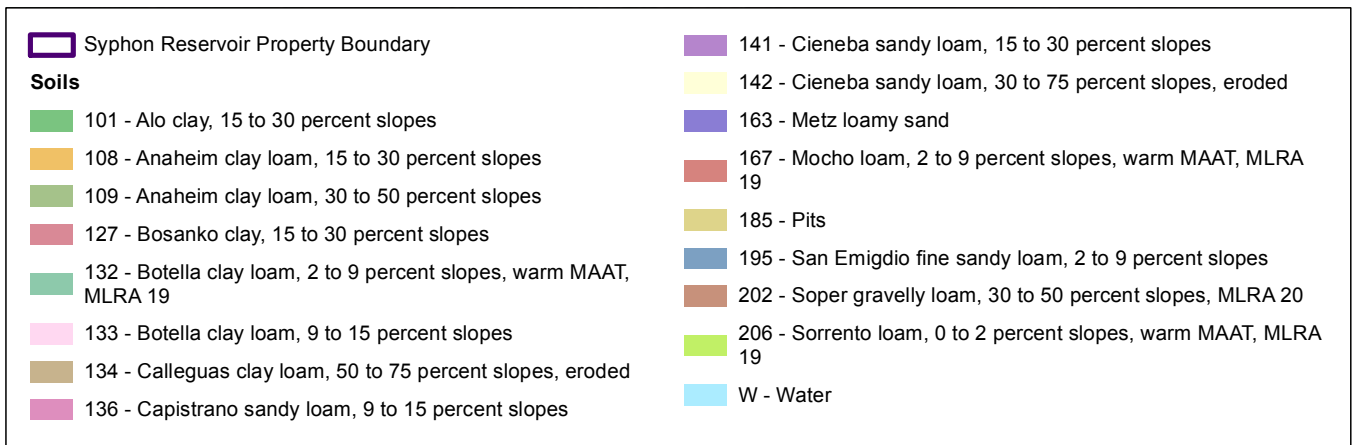 Syphon Reservoir Property Boundary
Soils
101 - Alo clay, 15 to 30 percent slopes
108 - Anaheim clay loam, 15 to 30 percent slopes
109 - Anaheim clay loam, 30 to 50 percent slopes
127 - Bosanko clay, 15 to 30 percent slopes
132 - Botella clay loam, 2 to 9 percent slopes, warm MAAT,
MLRA 19
133 - Botella clay loam, 9 to 15 percent slopes
134 - Calleguas clay loam, 50 to 75 percent slopes, eroded
136 - Capistrano sandy loam, 9 to 15 percent slopes
141 - Cieneba sandy loam, 15 to 30 percent slopes
142 - Cieneba sandy loam, 30 to 75 percent slopes, eroded
163 - Metz loamy sand
167 - Mocho loam, 2 to 9 percent slopes, warm MAAT, MLRA
19
185 - Pits
195 - San Emigdio fine sandy loam, 2 to 9 percent slopes
202 - Soper gravelly loam, 30 to 50 percent slopes, MLRA 20
206 - Sorrento loam, 0 to 2 percent slopes, warm MAAT, MLRA
19
W - Water